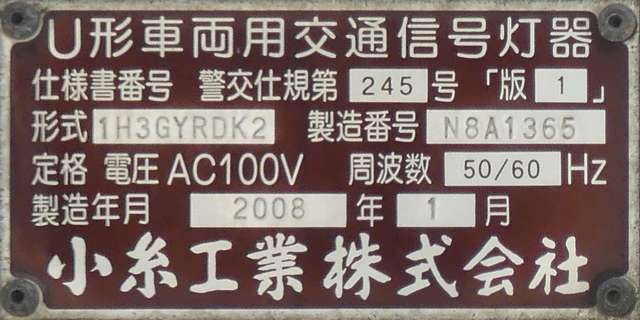 U形車両用交通信号灯器
仕様書番号 警交仕規第 245 号 「版 1 」
形式 1H3GYRDK2 製造番号 N8A1365
定格 電圧 AC100V 周波数 50/60 Hz
製造年月 2008 年 1 月
小糸工業株式会社